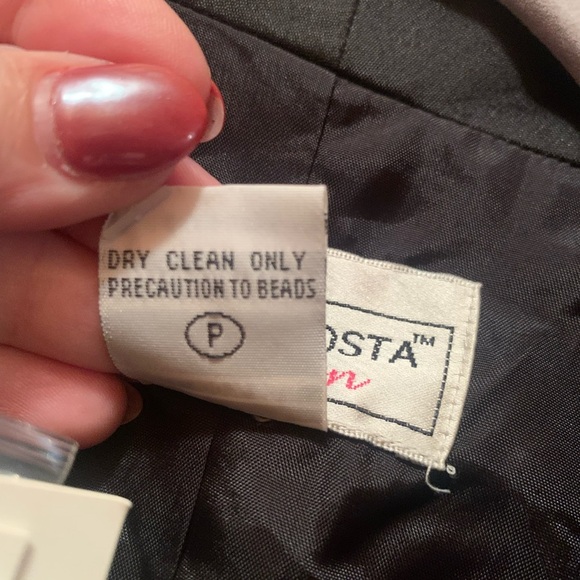 DRY CLEAN ONLY
PRECAUTION TO BEADS
P
OSTA™
n